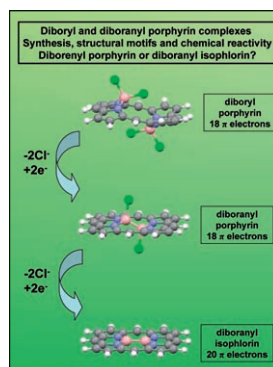 Diboryl and diboranyl porphyrin complexes
Synthesis, structural motifs and chemical reactivity
Diborenyl porphyrin or diboranyl isophlorin?
diboryl
porphyrin
18 π electrons
-2Cl-
+2e-
diboranyl
porphyrin
18 π electrons
-2Cl-
+2e-
diboranyl
isophlorin
20 π electrons